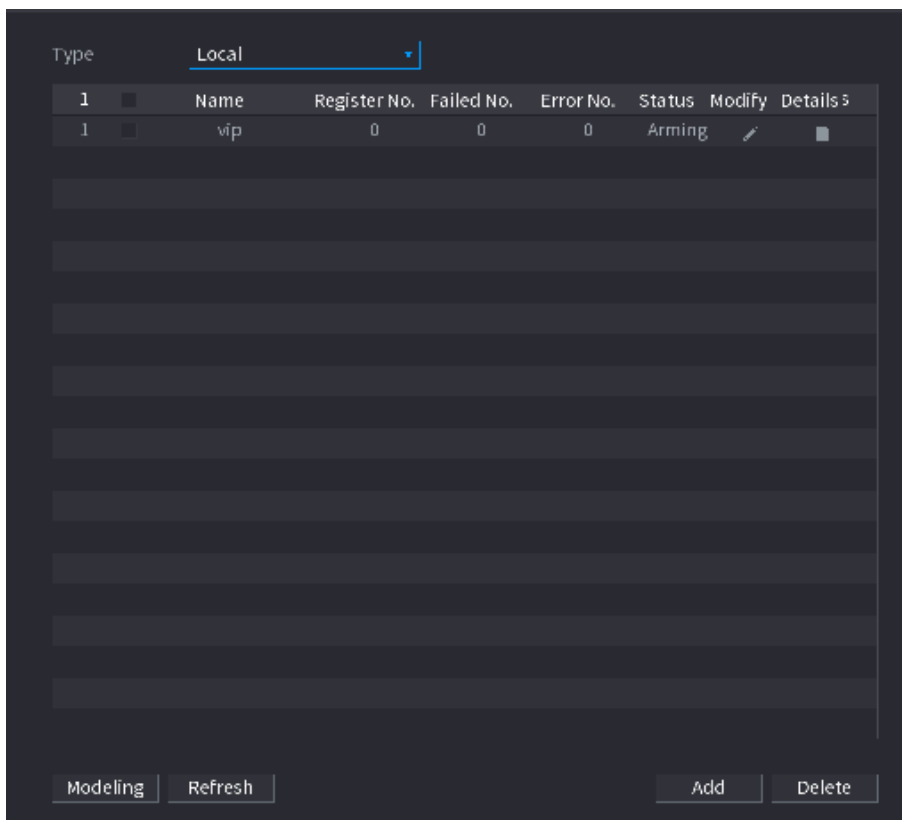 Type Local
1 Name Register No. Failed No. Error No. Status Modify Details s
1 vip 0 0 0 Arming
Modeling Refresh Add Delete